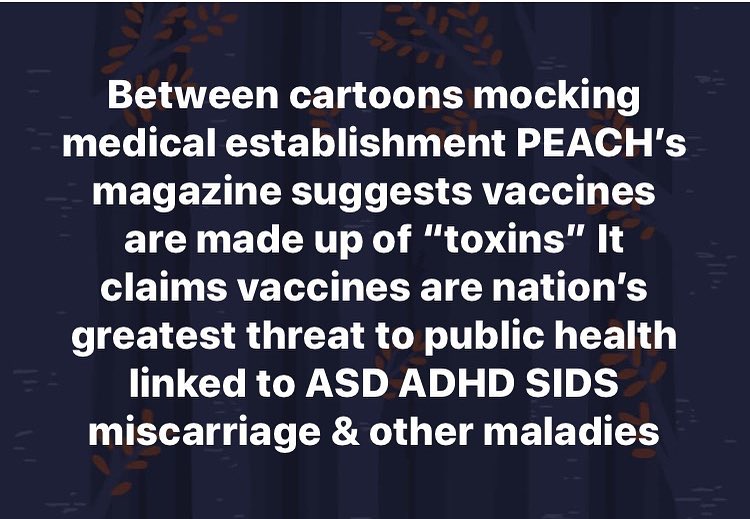 Between cartoons mocking
medical establishment PEACH’s
magazine suggests vaccines
are made up of “toxins” It
claims vaccines are nation’s
greatest threat to public health
linked to ASD ADHD SIDS
miscarriage & other maladies